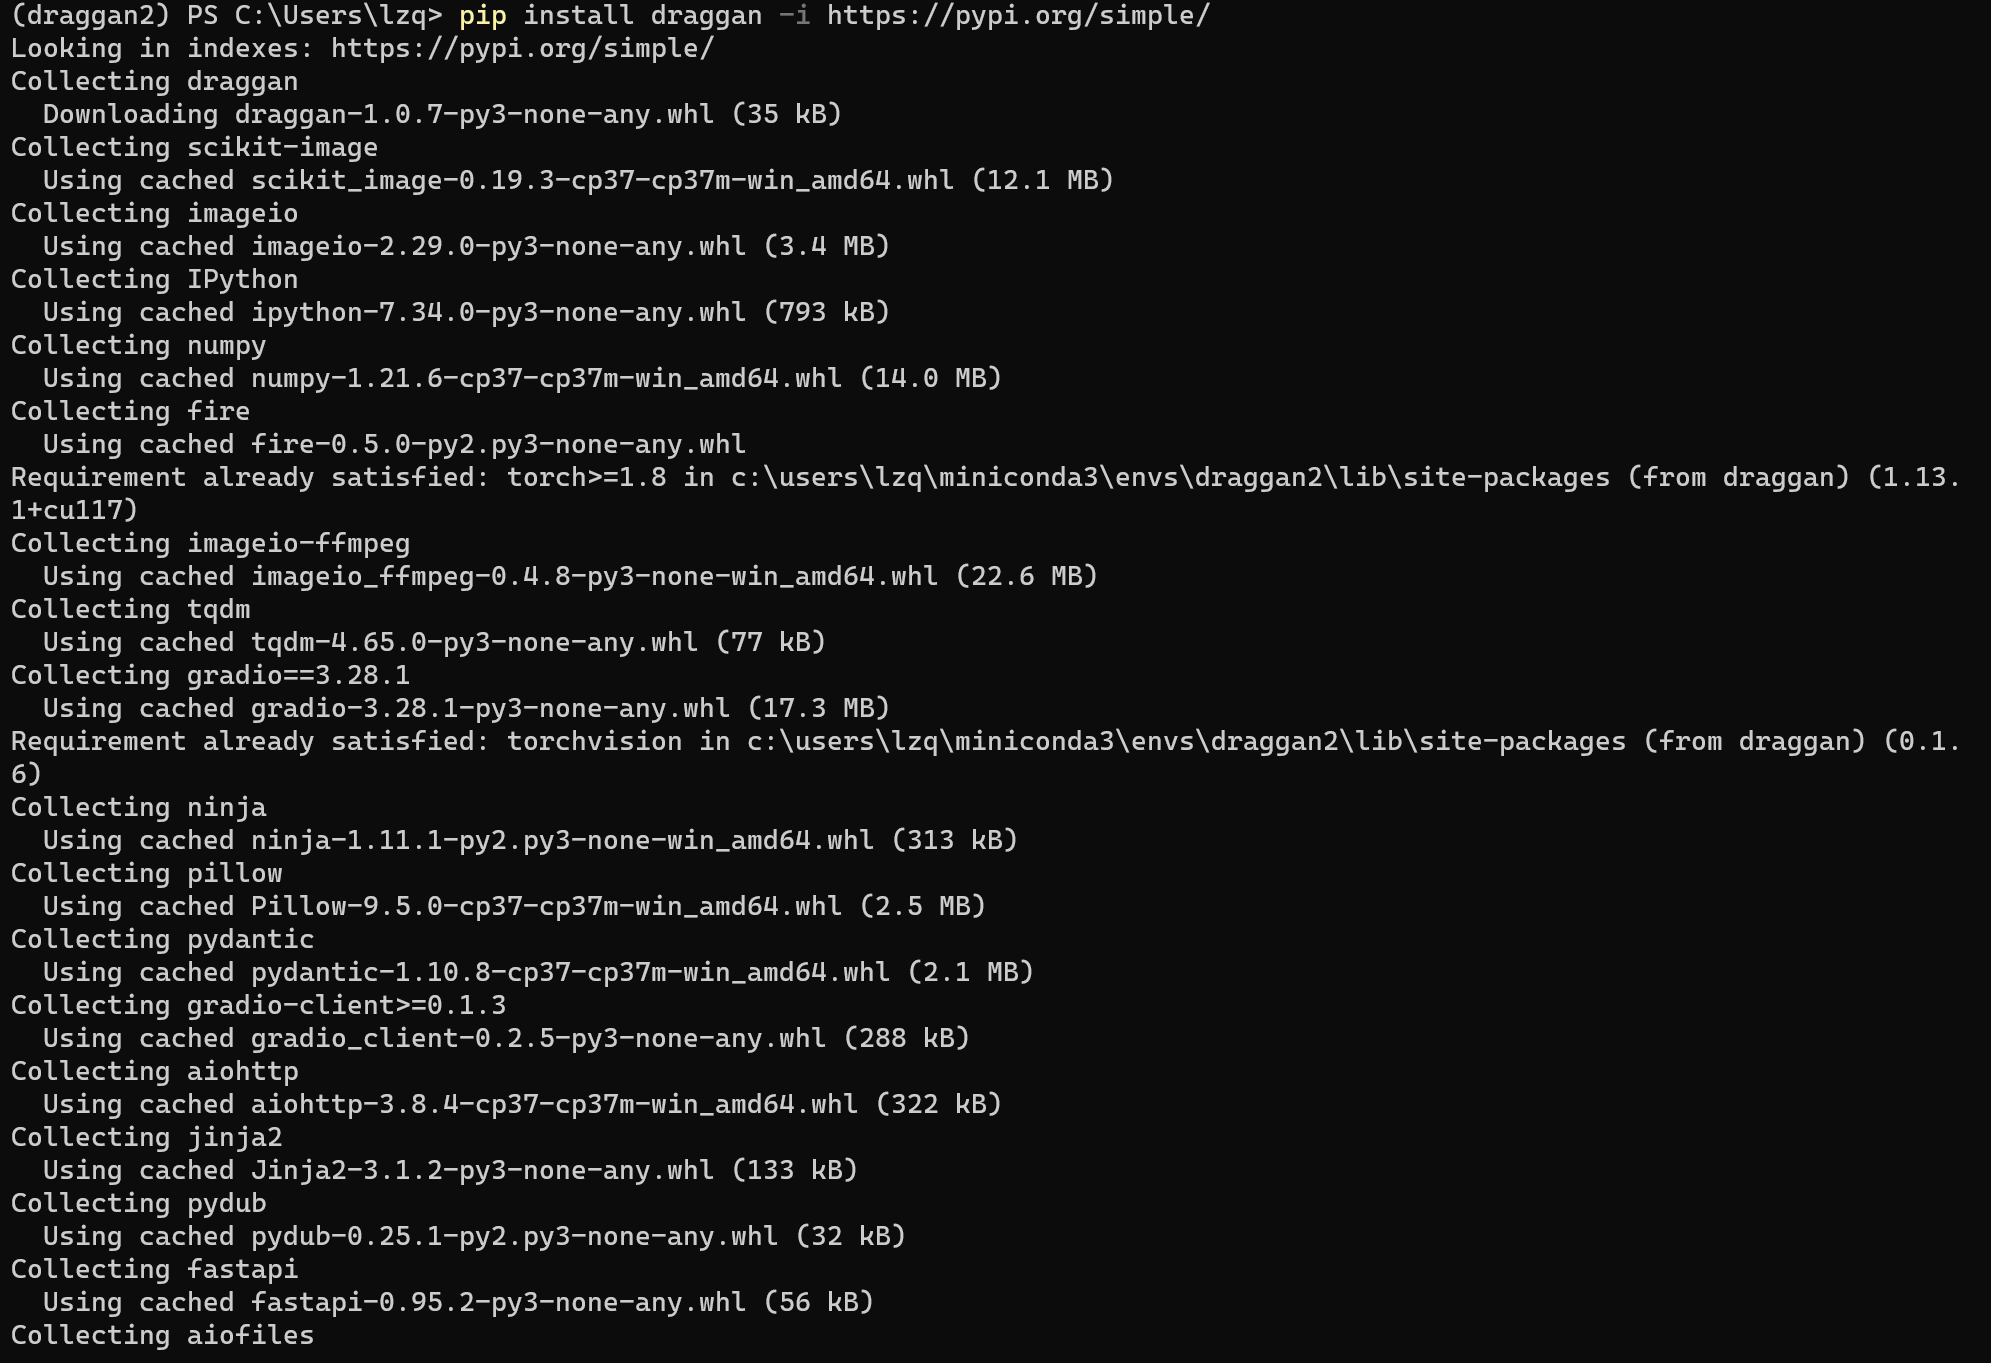 (draggan2) PS C:\Users\lzq> pip install draggan -i https://pypi.org/simple/
Looking in indexes: https://pypi.org/simple/
Collecting draggan
  Downloading draggan-1.0.7-py3-none-any.whl (35 kB)
Collecting scikit-image
  Using cached scikit_image-0.19.3-cp37-cp37m-win_amd64.whl (12.1 MB)
Collecting imageio
  Using cached imageio-2.29.0-py3-none-any.whl (3.4 MB)
Collecting IPython
  Using cached ipython-7.34.0-py3-none-any.whl (793 kB)
Collecting numpy
  Using cached numpy-1.21.6-cp37-cp37m-win_amd64.whl (14.0 MB)
Collecting fire
  Using cached fire-0.5.0-py2.py3-none-any.whl
Requirement already satisfied: torch>=1.8 in c:\users\lzq\miniconda3\envs\draggan2\lib\site-packages (from draggan) (1.13.
1+cu117)
Collecting imageio-ffmpeg
  Using cached imageio_ffmpeg-0.4.8-py3-none-win_amd64.whl (22.6 MB)
Collecting tqdm
  Using cached tqdm-4.65.0-py3-none-any.whl (77 kB)
Collecting gradio==3.28.1
  Using cached gradio-3.28.1-py3-none-any.whl (17.3 MB)
Requirement already satisfied: torchvision in c:\users\lzq\miniconda3\envs\draggan2\lib\site-packages (from draggan) (0.1.
6)
Collecting ninja
  Using cached ninja-1.11.1-py2.py3-none-win_amd64.whl (313 kB)
Collecting pillow
  Using cached Pillow-9.5.0-cp37-cp37m-win_amd64.whl (2.5 MB)
Collecting pydantic
  Using cached pydantic-1.10.8-cp37-cp37m-win_amd64.whl (2.1 MB)
Collecting gradio-client>=0.1.3
  Using cached gradio_client-0.2.5-py3-none-any.whl (288 kB)
Collecting aiohttp
  Using cached aiohttp-3.8.4-cp37-cp37m-win_amd64.whl (322 kB)
Collecting jinja2
  Using cached Jinja2-3.1.2-py3-none-any.whl (133 kB)
Collecting pydub
  Using cached pydub-0.25.1-py2.py3-none-any.whl (32 kB)
Collecting fastapi
  Using cached fastapi-0.95.2-py3-none-any.whl (56 kB)
Collecting aiofiles